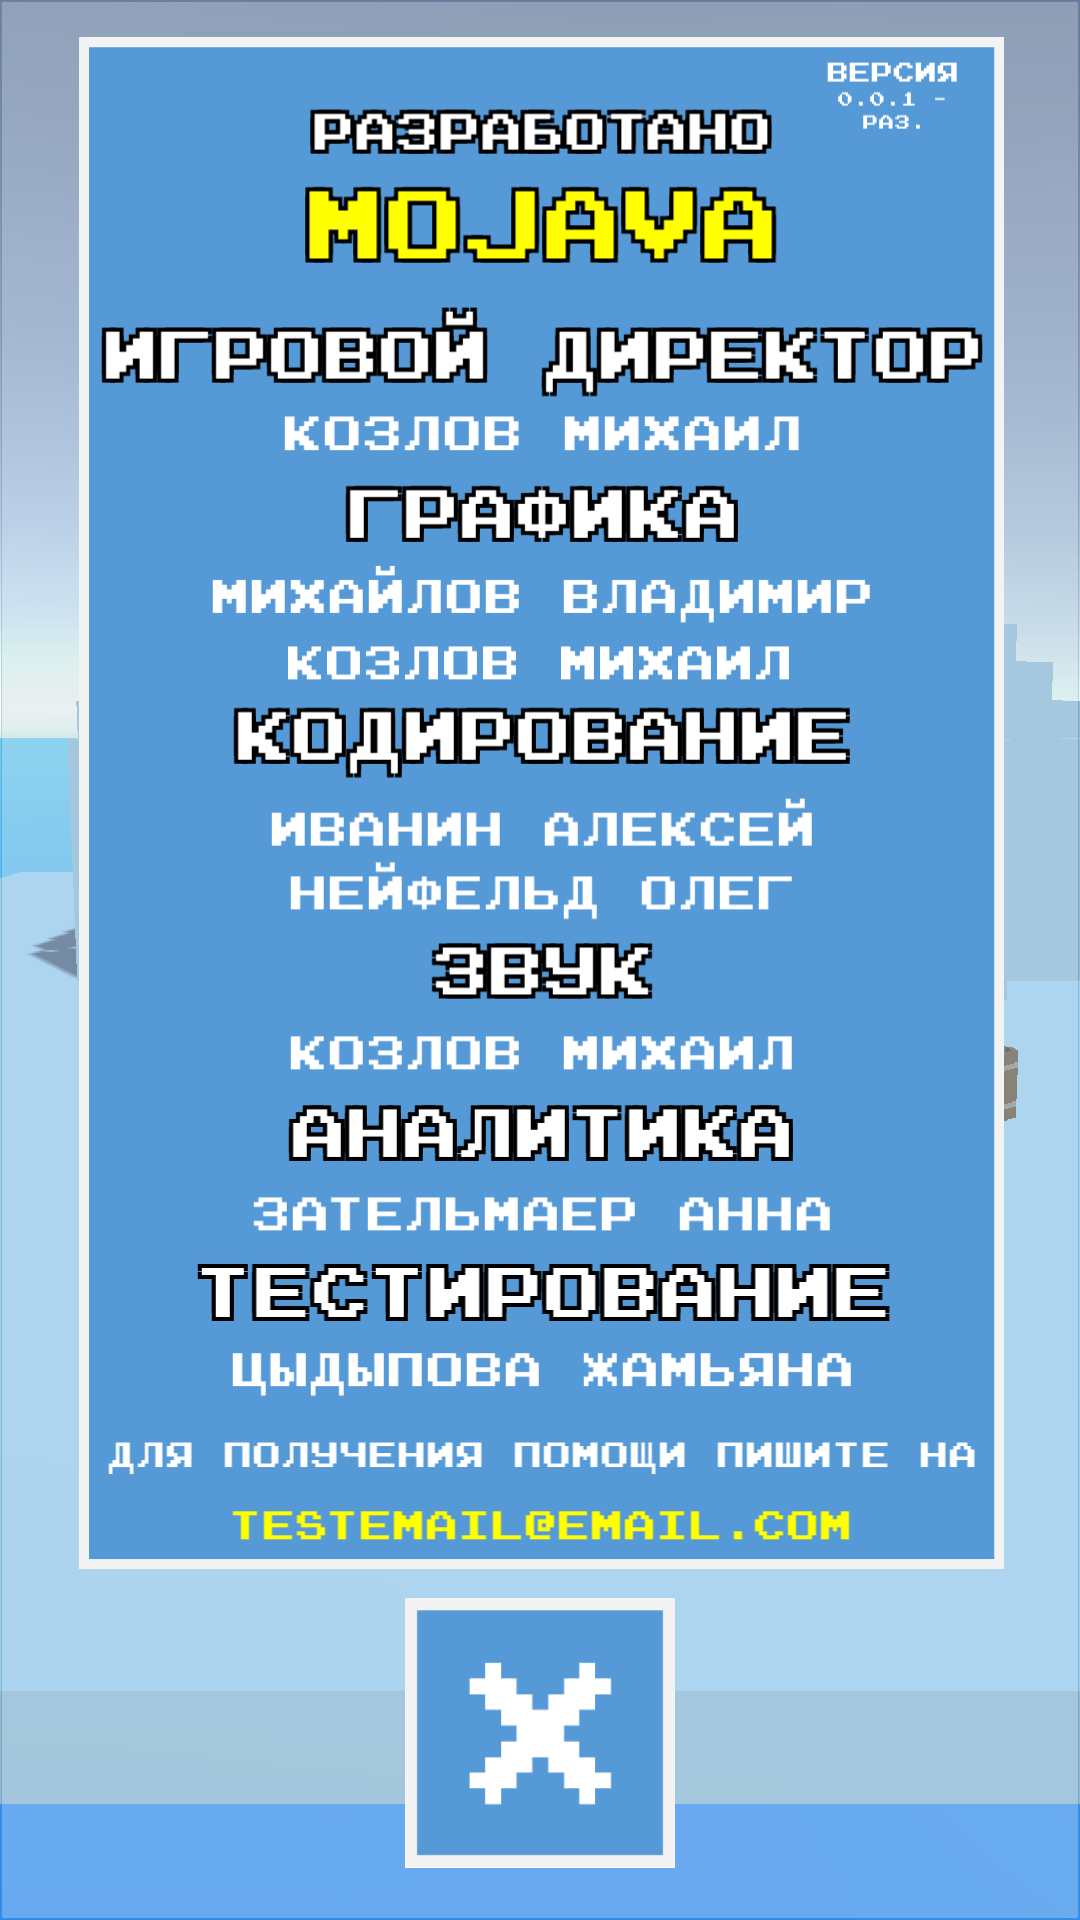 ВЕРСИЯ
0.0.1 -
РАЗ.
РАЗРАБОТАНО
MOJAVA
ИГРОВОЙ ДИРЕКТОР
КОЗЛОВ МИХАИЛ
ГРАФИКА
МИХАЙЛОВ ВЛАДИМИР
КОЗЛОВ МИХАИЛ
КОДИРОВАНИЕ
ИВАНИН АЛЕКСЕЙ
НЕЙФЕЛЬД ОЛЕГ
ЗВУК
КОЗЛОВ МИХАИЛ
АНАЛИТИКА
ЗАТЕЛЬМАЕР АННА
ТЕСТИРОВАНИЕ
ЦЫДЫПОВА ЖАМЬЯНА
ДЛЯ ПОЛУЧЕНИЯ ПОМОЩИ ПИШИТЕ НА
TESTEMAIL@EMAIL.COM